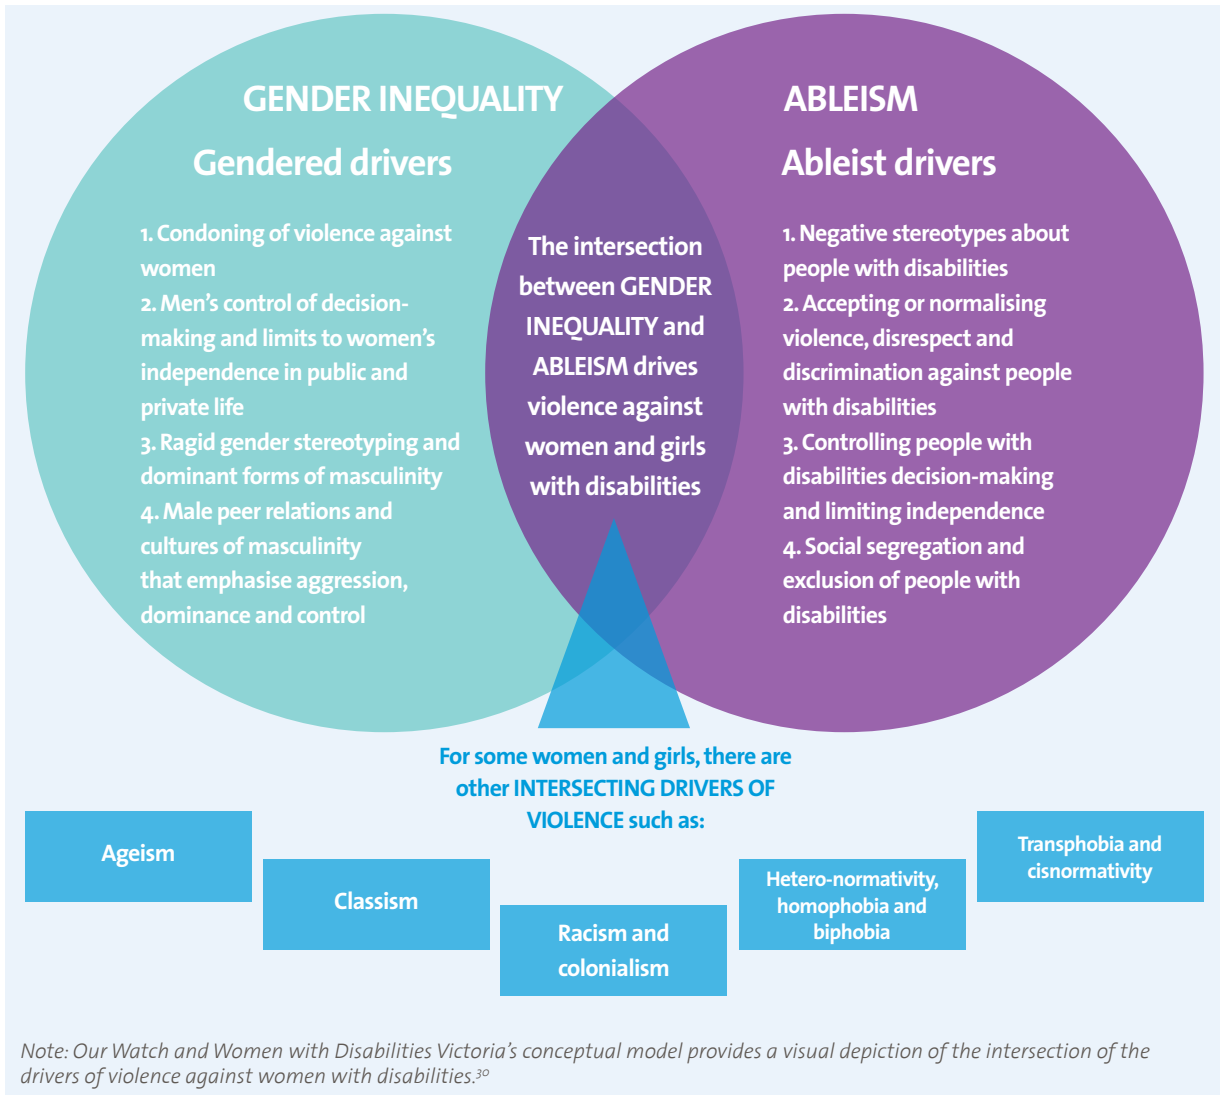 GENDER INEQUALITY
Gendered drivers
1. Condoning of violence against
women
2. Men's control of decision-
making and limits to women's
independence in public and
private life
3. Ragid gender stereotyping and
dominant forms of masculinity
4. Male peer relations and
cultures of masculinity
that emphasise aggression,
dominance and control
The intersection
between GENDER
INEQUALITY and
ABLEISM drives
violence against
women and girls
with disabilities
ABLEISM
Ableist drivers
1. Negative stereotypes about
people with disabilities
2. Accepting or normalising
violence, disrespect and
discrimination against people
with disabilities
3. Controlling people with
disabilities decision-making
and limiting independence
4. Social segregation and
exclusion of people with
disabilities
For some women and girls, there are
other INTERSECTING DRIVERS OF
VIOLENCE such as:
Ageism
Classism
Racism and
colonialism
Hetero-normativity,
homophobia and
biphobia
Transphobia and
cisnormativity
Note: Our Watch and Women with Disabilities Victoria's conceptual model provides a visual depiction of the intersection of the
drivers of violence against women with disabilities.³⁰